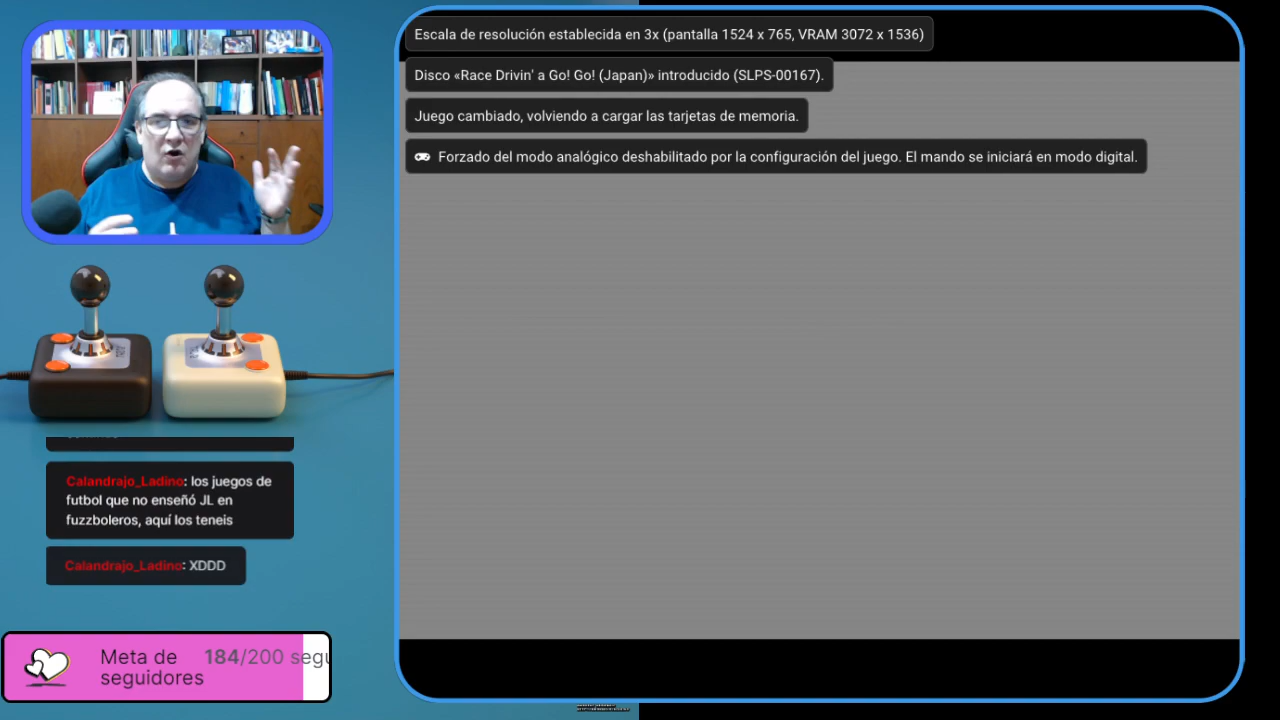 Escala de resolución establecida en 3x (pantalla 1524 x 765, VRAM 3072 x 1536)
Disco «Race Drivin' a Go! Go! (Japan)» introducido (SLPS-00167).
Juego cambiado, volviendo a cargar las tarjetas de memoria.
Forzado del modo analógico deshabilitado por la configuración del juego. El mando se iniciará en modo digital.
Calandrajo_Ladino: los juegos de
futbol que no enseñó JL en
fuzzboleros, aquí los teneis
Calandrajo_Ladino: XDDD
Meta de
seguidores
184/200 segu